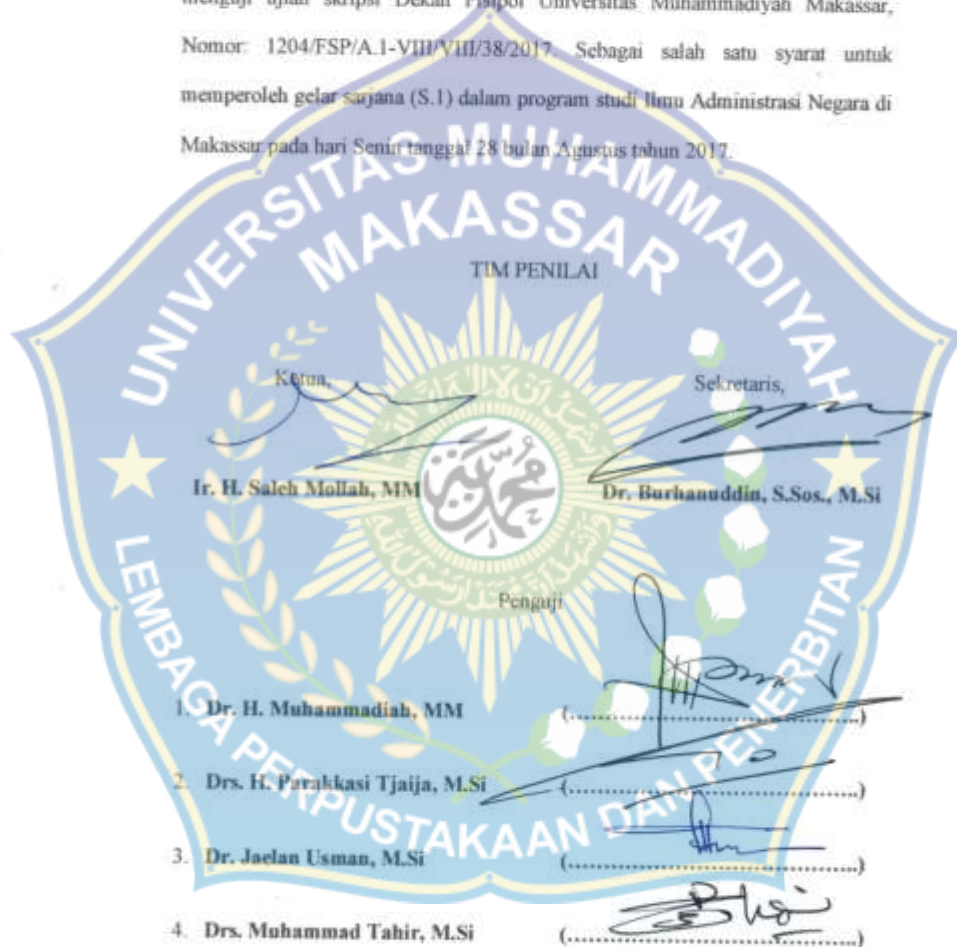 menguji ujian skripsi Dekan Fisipol Universitas Muhammadiyah Makassar,
Nomor: 1204/FSP/A.1-VIII/VIII/38/2017. Sebagai salah satu syarat untuk
memperoleh gelar sarjana (S.1) dalam program studi Ilmu Administrasi Negara di
Makassar pada hari Senin tanggal 28 bulan Agustus tahun 2017.
UNIVERSITAS MUHAMMADIYAH
MAKASSAR
TIM PENILAI
Ketua,
Sekretaris,
Ir. H. Saleh Mollah, MM
Dr. Burhanuddin, S.Sos., M.Si
محمدية
Penguji
1. Dr. H. Muhammadiah, MM (........................................)
2. Drs. H. Parakkasi Tjaija, M.Si (........................................)
3. Dr. Jaelan Usman, M.Si (........................................)
4. Drs. Muhammad Tahir, M.Si (........................................)
LEMBAGA PERPUSTAKAAN DAN PENERBITAN